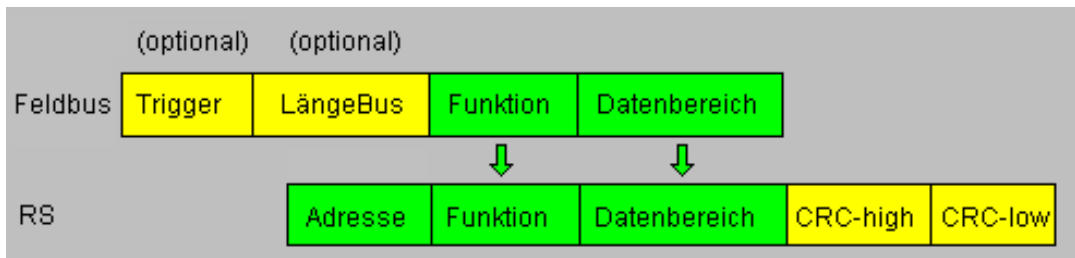 (optional) (optional)
Feldbus Trigger LängeBus Funktion Datenbereich
RS Adresse Funktion Datenbereich CRC-high CRC-low